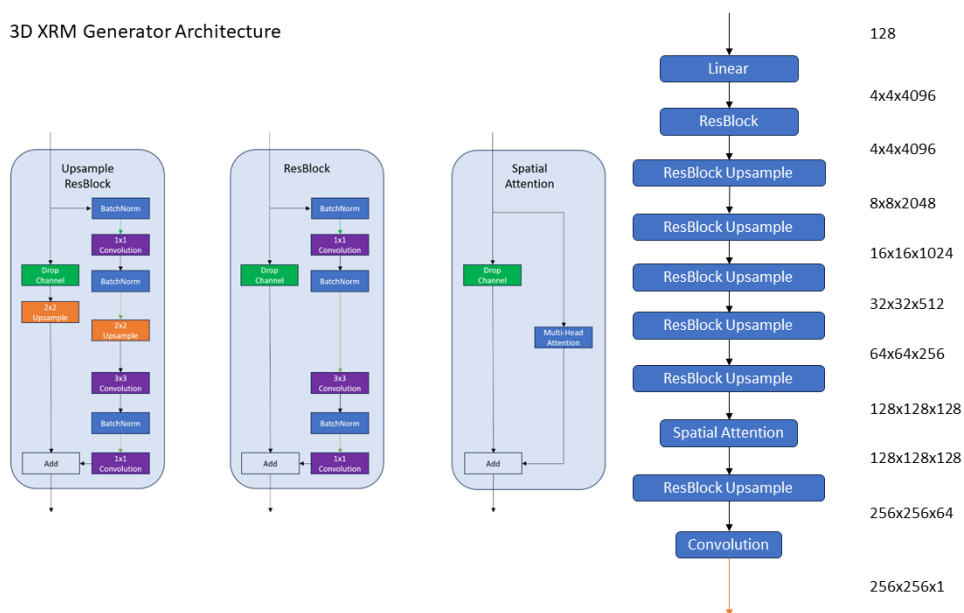 3D XRM Generator Architecture
Upsample
ResBlock
BatchNorm
1x1
Convolution
Drop
Channel
BatchNorm
2x2
Upsample
2x2
Upsample
3x3
Convolution
BatchNorm
Add
1x1
Convolution
ResBlock
BatchNorm
1x1
Convolution
Drop
Channel
BatchNorm
3x3
Convolution
BatchNorm
Add
1x1
Convolution
Spatial
Attention
Drop
Channel
Multi-Head
Attention
Add
128
Linear
4x4x4096
ResBlock
4x4x4096
ResBlock Upsample
8x8x2048
ResBlock Upsample
16x16x1024
ResBlock Upsample
32x32x512
ResBlock Upsample
64x64x256
ResBlock Upsample
128x128x128
Spatial Attention
128x128x128
ResBlock Upsample
256x256x64
Convolution
256x256x1